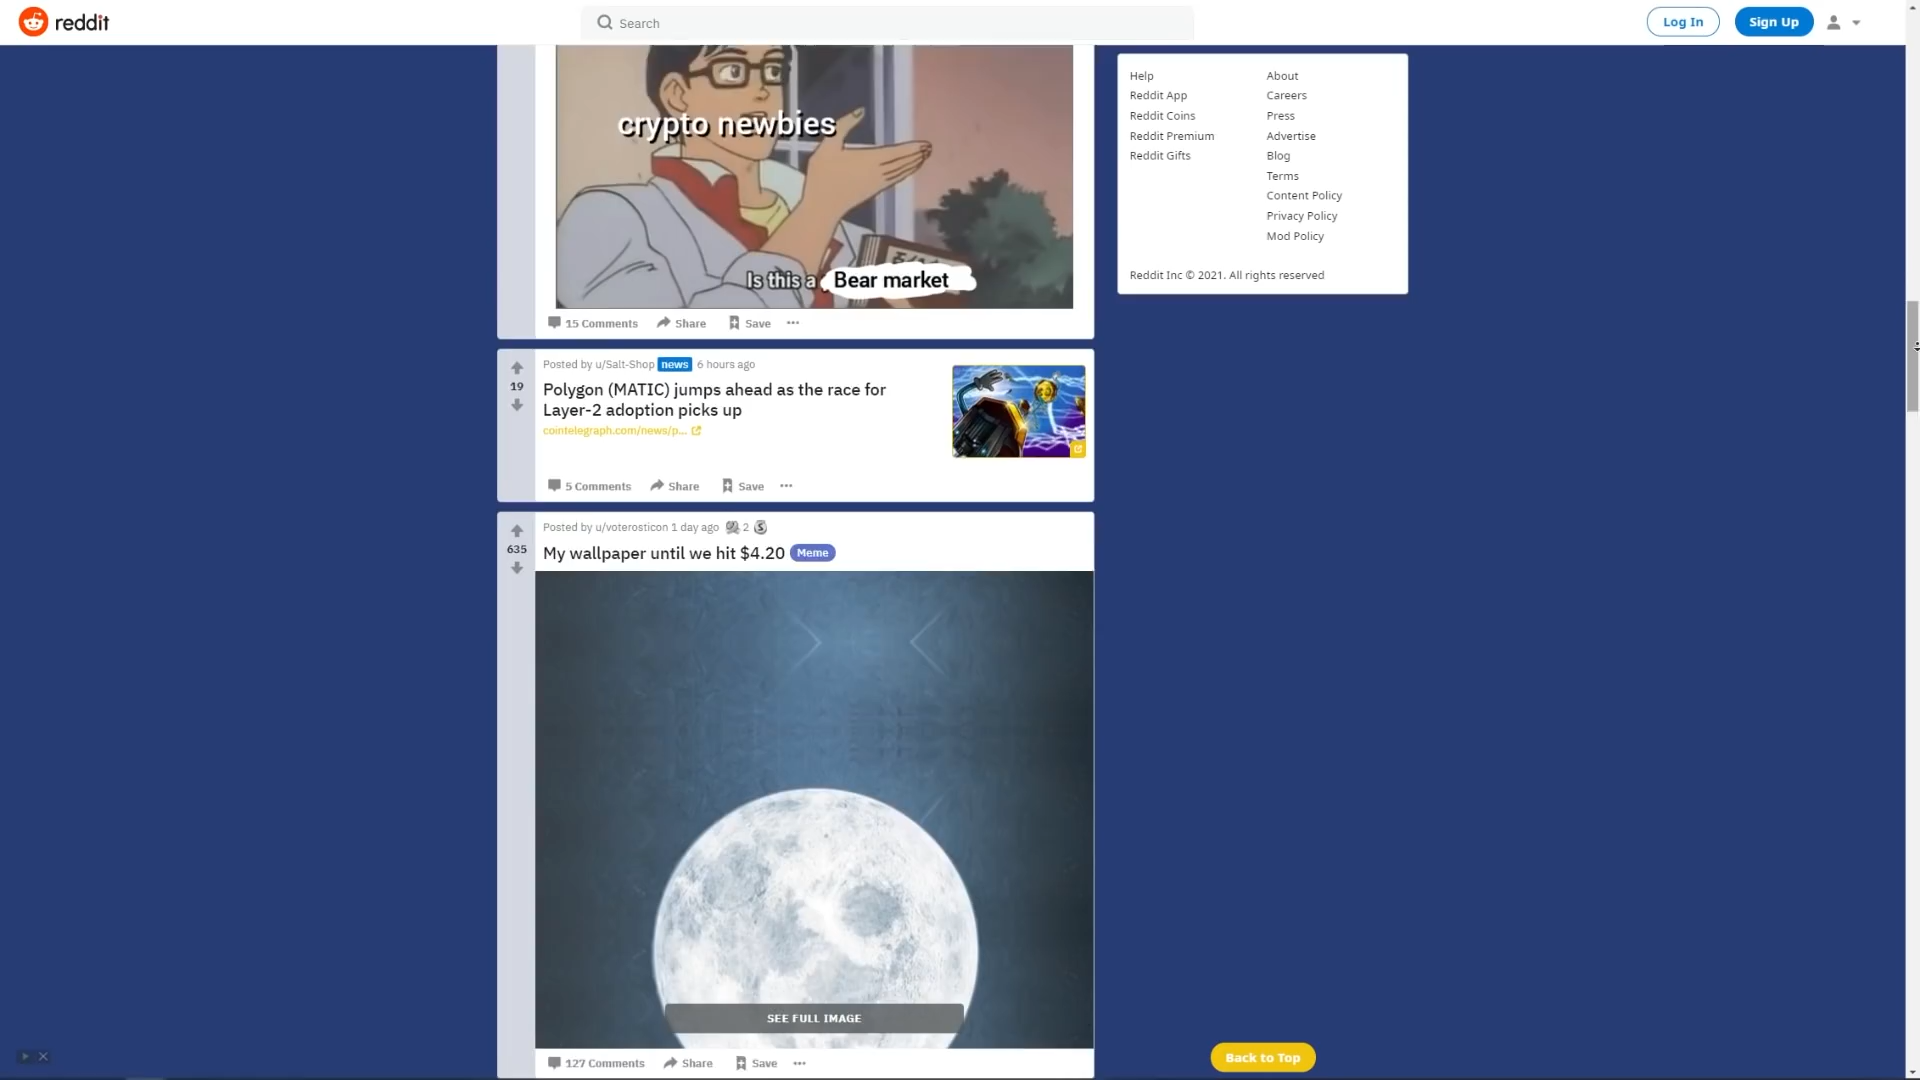 reddit
Search
Log In
Sign Up
crypto newbies
Is this a Bear market
15 Comments
Share
Save
Help
Reddit App
Reddit Coins
Reddit Premium
Reddit Gifts
About
Careers
Press
Advertise
Blog
Terms
Content Policy
Privacy Policy
Mod Policy
Reddit Inc © 2021. All rights reserved
19
Posted by u/Salt-Shop news 6 hours ago
Polygon (MATIC) jumps ahead as the race for
Layer-2 adoption picks up
cointelegraph.com/news/p...
5 Comments
Share
Save
635
Posted by u/voterosticon 1 day ago 2 S
My wallpaper until we hit $4.20 Meme
SEE FULL IMAGE
127 Comments
Share
Save
Back to Top